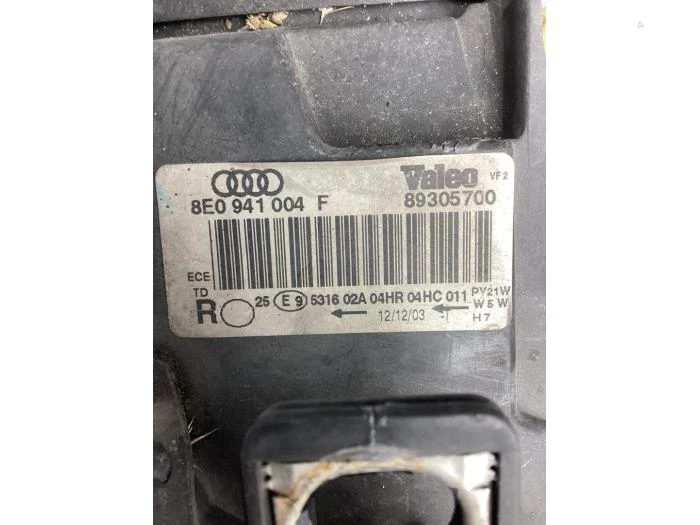 Valeo VF2
8E0 941 004 F 89305700
ECE
TD PY21W
R 25 E9 5316 02A 04HR 04HC 011 W5W
12/12/03 H7